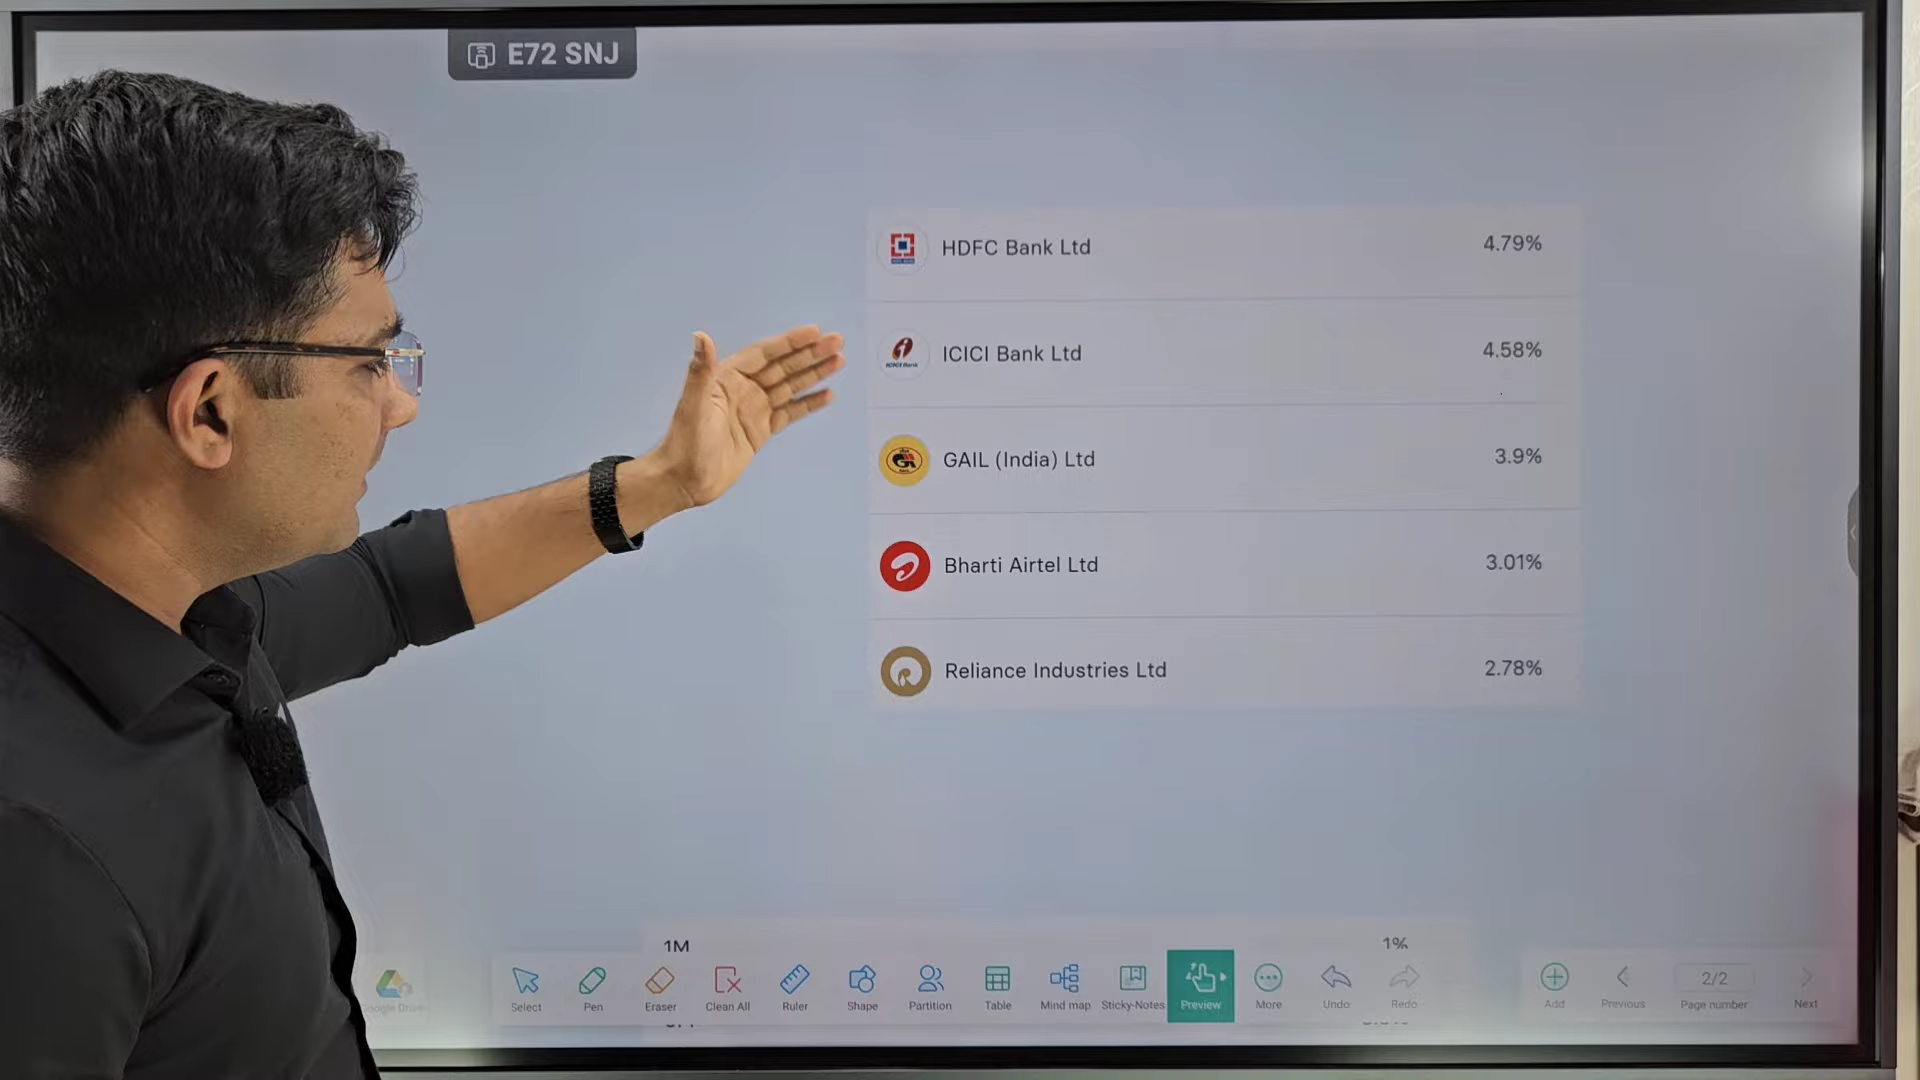 E72 SNJ
HDFC Bank Ltd 4.79%
ICICI Bank Ltd 4.58%
GAIL (India) Ltd 3.9%
Bharti Airtel Ltd 3.01%
Reliance Industries Ltd 2.78%
1M 1%
Google Drive Select Pen Eraser Clean All Ruler Shape Partition Table Mind map Sticky-Notes Preview More Undo Redo Add Previous 2/2 Page number Next